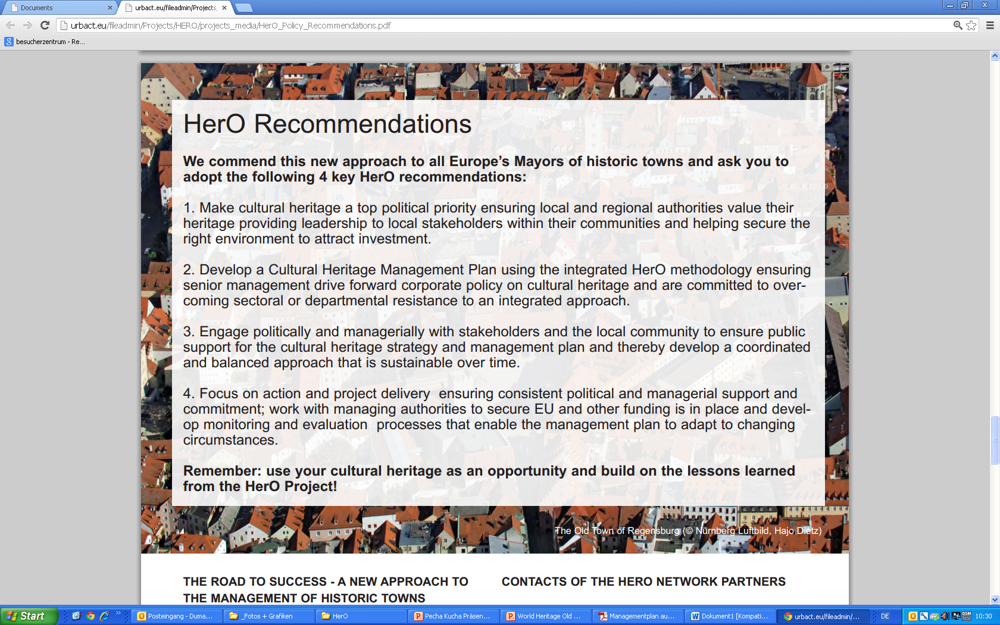 Documents
urbact.eu/fileadmin/Projects,
urbact.eu/fileadmin/Projects/HERO/projects_media/HerO_Policy_Recommendations.pdf
besucherzentrum - Re...
HerO Recommendations
We commend this new approach to all Europe’s Mayors of historic towns and ask you to
adopt the following 4 key HerO recommendations:
1. Make cultural heritage a top political priority ensuring local and regional authorities value their
heritage providing leadership to local stakeholders within their communities and helping secure the
right environment to attract investment.
2. Develop a Cultural Heritage Management Plan using the integrated HerO methodology ensuring
senior management drive forward corporate policy on cultural heritage and are committed to over-
coming sectoral or departmental resistance to an integrated approach.
3. Engage politically and managerially with stakeholders and the local community to ensure public
support for the cultural heritage strategy and management plan and thereby develop a coordinated
and balanced approach that is sustainable over time.
4. Focus on action and project delivery  ensuring consistent political and managerial support and
commitment; work with managing authorities to secure EU and other funding is in place and devel-
op monitoring and evaluation  processes that enable the management plan to adapt to changing
circumstances.
Remember: use your cultural heritage as an opportunity and build on the lessons learned
from the HerO Project!
The Old Town of Regensburg (© Nürnberg Luftbild, Hajo Dietz)
THE ROAD TO SUCCESS - A NEW APPROACH TO
THE MANAGEMENT OF HISTORIC TOWNS
CONTACTS OF THE HERO NETWORK PARTNERS
Start
Posteingang - Duma...
_Fotos + Grafiken
HerO
Pecha Kucha Präsen...
World Heritage Old ...
Managementplan au...
Dokument1 [Kompati...
urbact.eu/fileadmin/...
DE
DSM
10:30